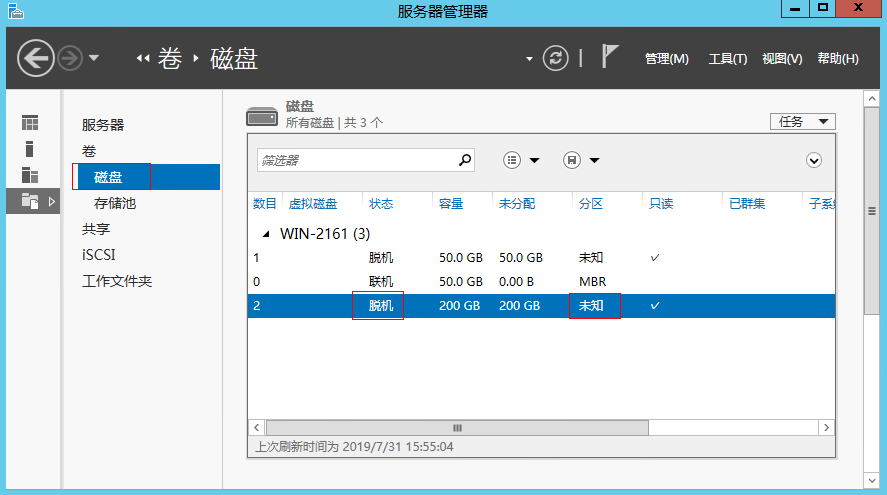 服务器管理器
卷 磁盘
管理(M) 工具(T) 视图(V) 帮助(H)
服务器
卷
磁盘
存储池
共享
iSCSI
工作文件夹
磁盘
所有磁盘 | 共 3 个
任务
筛选器
数目 虚拟磁盘 状态 容量 未分配 分区 只读 已群集 子系
WIN-2161 (3)
1 脱机 50.0 GB 50.0 GB 未知 ✓
0 联机 50.0 GB 0.00 B MBR
2 脱机 200 GB 200 GB 未知 ✓
上次刷新时间为 2019/7/31 15:55:04